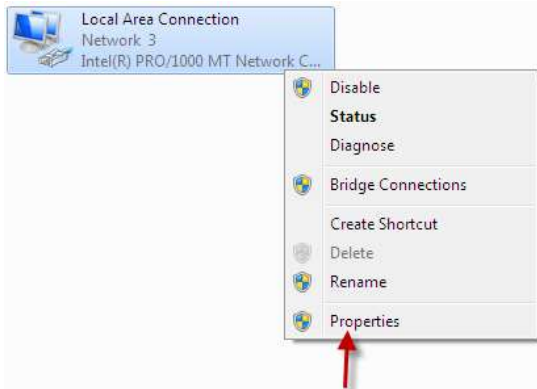 Local Area Connection
Network 3
Intel(R) PRO/1000 MT Network C...
Disable
Status
Diagnose
Bridge Connections
Create Shortcut
Delete
Rename
Properties